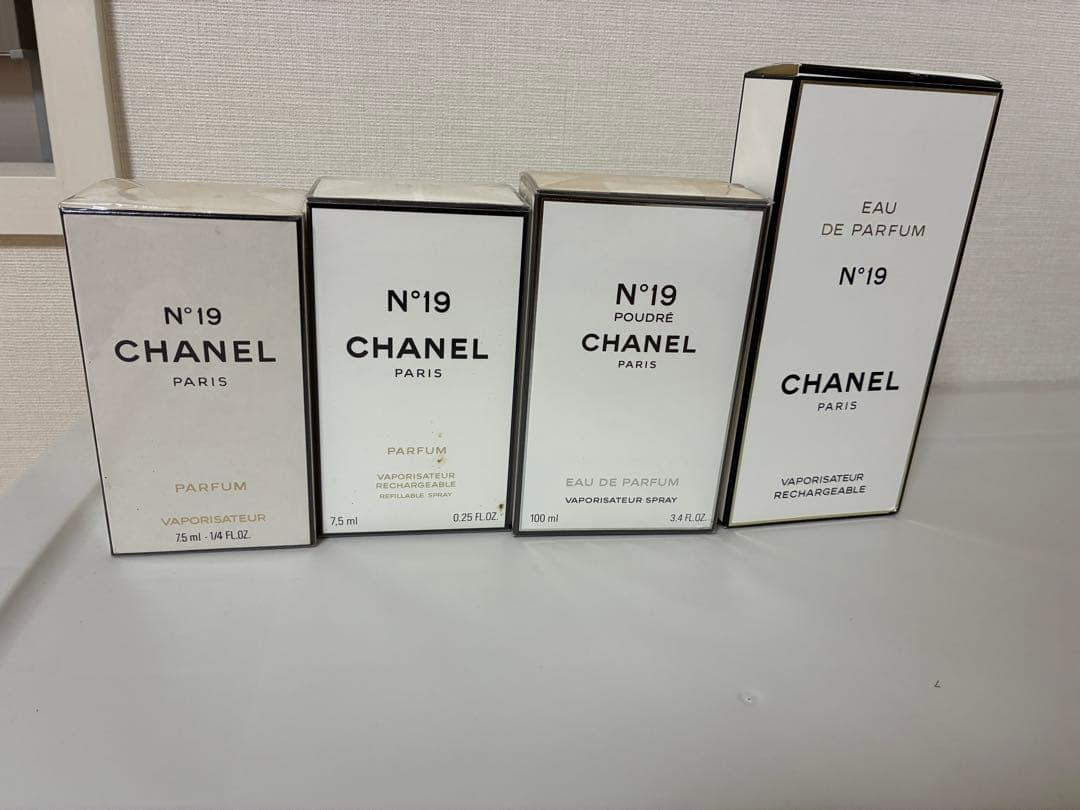 N°19
CHANEL
PARIS
PARFUM
VAPORISATEUR
7.5 ml - 1/4 FL.OZ.
N°19
CHANEL
PARIS
PARFUM
VAPORISATEUR
RECHARGEABLE
REFILLABLE SPRAY
7,5 ml 0.25 FL.OZ.
N°19
POUDRÉ
CHANEL
PARIS
EAU DE PARFUM
VAPORISATEUR SPRAY
100 ml 3.4 FL.OZ.
EAU
DE PARFUM
N°19
CHANEL
PARIS
VAPORISATEUR
RECHARGEABLE